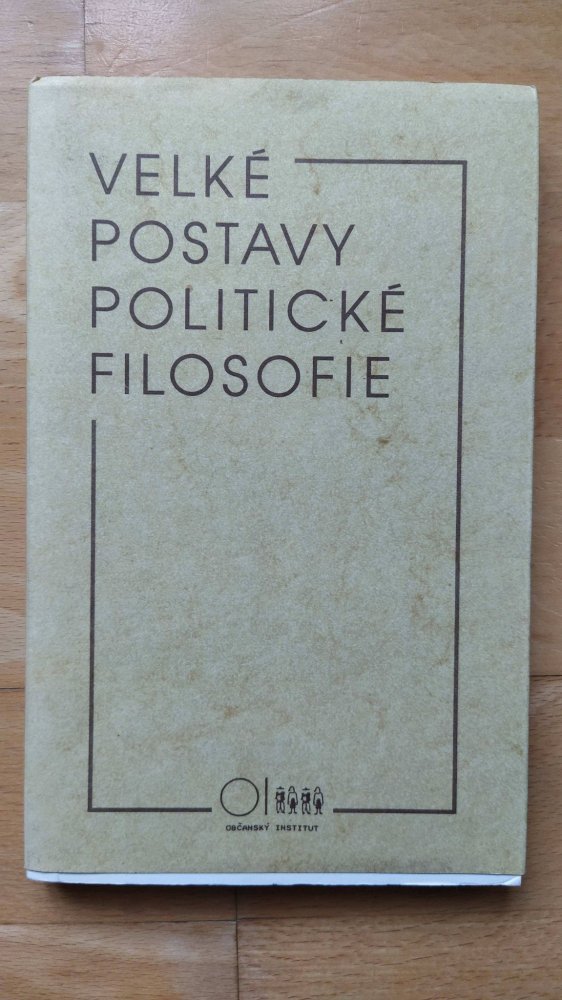 VELKÉ
POSTAVY
POLITICKÉ
FILOSOFIE
OBČANSKÝ INSTITUT